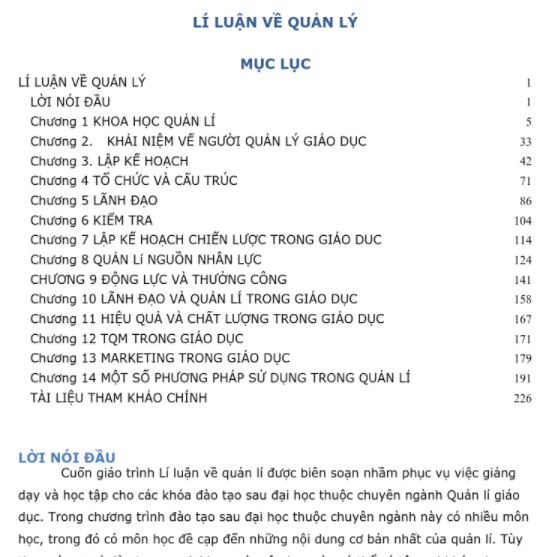 LÍ LUẬN VỀ QUẢN LÝ
MỤC LỤC
LÍ LUẬN VỀ QUẢN LÝ 1
LỜI NÓI ĐẦU 1
Chương 1 KHOA HỌC QUẢN LÍ 5
Chương 2. KHẢI NIỆM VỀ NGƯỜI QUẢN LÝ GIÁO DỤC 33
Chương 3. LẬP KẾ HOẠCH 42
Chương 4 TỔ CHỨC VÀ CẤU TRÚC 71
Chương 5 LÃNH ĐẠO 86
Chương 6 KIỂM TRA 104
Chương 7 LẬP KẾ HOẠCH CHIẾN LƯỢC TRONG GIÁO DUC 114
Chương 8 QUẢN Lí NGUỒN NHÂN LỰC 124
CHƯƠNG 9 ĐỘNG LỰC VÀ THƯỞNG CÔNG 141
Chương 10 LÃNH ĐẠO VÀ QUẢN LÍ TRONG GIÁO DỤC 158
Chương 11 HIỆU QUẢ VÀ CHẤT LƯỢNG TRONG GIÁO DỤC 167
Chương 12 TQM TRONG GIÁO DỤC 171
Chương 13 MARKETING TRONG GIÁO DỤC 179
Chương 14 MỘT SỐ PHƯƠNG PHÁP SỬ DỤNG TRONG QUẢN LÍ 191
TÀI LIỆU THAM KHẢO CHÍNH 226
LỜI NÓI ĐẦU
Cuốn giáo trình Lí luận về quản lí được biên soạn nhằm phục vụ việc giảng
dạy và học tập cho các khóa đào tạo sau đại học thuộc chuyên ngành Quản lí giáo
dục. Trong chương trình đào tạo sau đại học thuộc chuyên ngành này có nhiều môn
học, trong đó có môn học đề cạp đến những nội dung cơ bản nhất của quản lí. Tùy